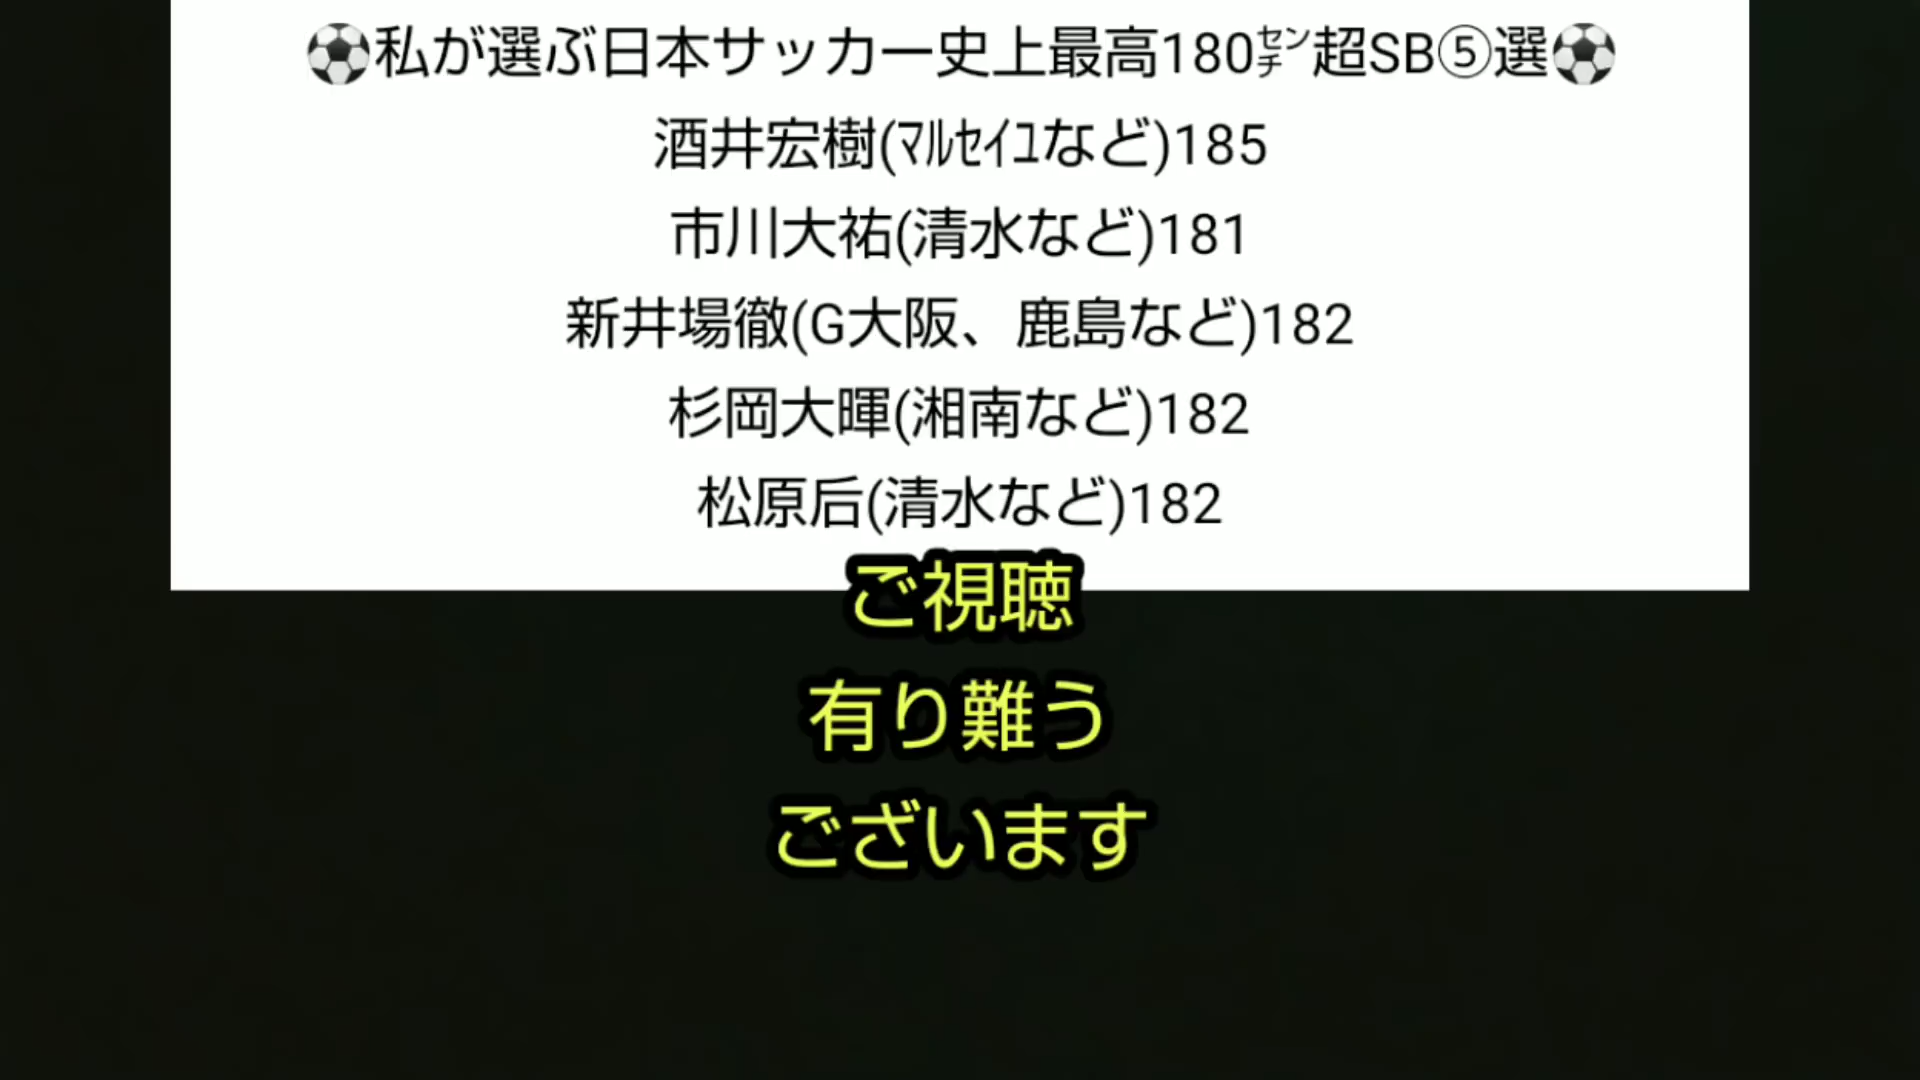 ⚽私が選ぶ日本サッカー史上最高180㌢超SB⑤選⚽
酒井宏樹(ﾏﾙｾｲﾕなど)185
市川大祐(清水など)181
新井場徹(G大阪、鹿島など)182
杉岡大暉(湘南など)182
松原后(清水など)182
ご視聴
有り難う
ございます